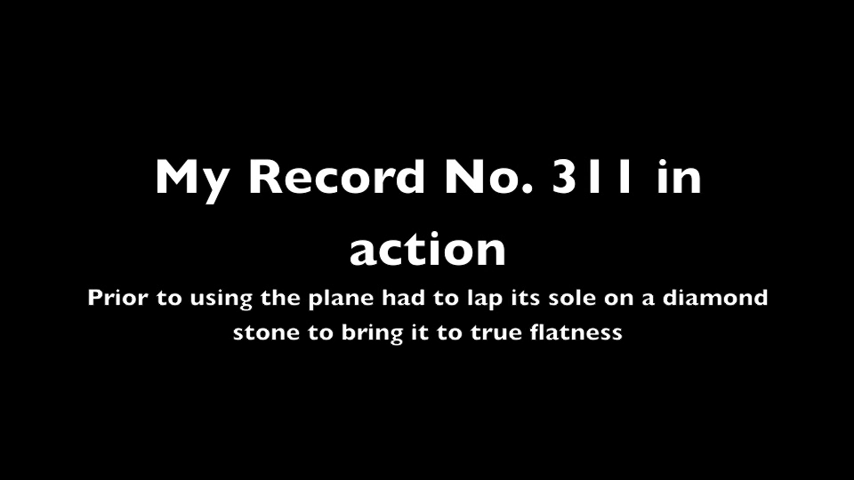 My Record No. 311 in
action
Prior to using the plane had to lap its sole on a diamond
stone to bring it to true flatness